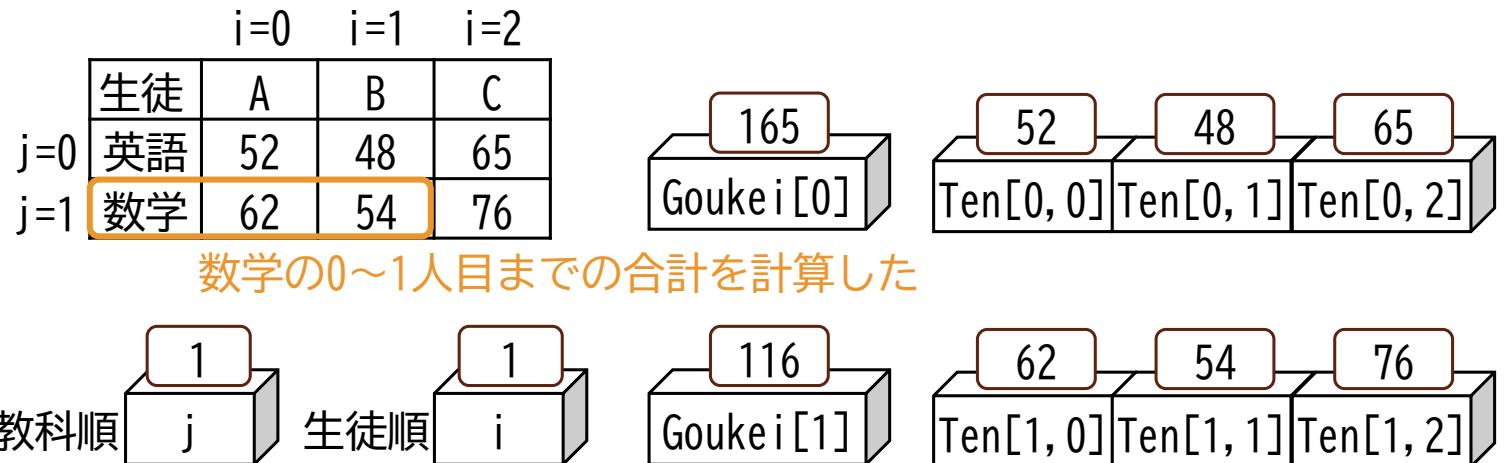 i=0 i=1 i=2
生徒 A B C
j=0 英語 52 48 65
j=1 数学 62 54 76
数学の0～1人目までの合計を計算した
165
Goukei[0]
52 48 65
Ten[0,0] Ten[0,1] Ten[0,2]
1
教科順 j
1
生徒順 i
116
Goukei[1]
62 54 76
Ten[1,0] Ten[1,1] Ten[1,2]